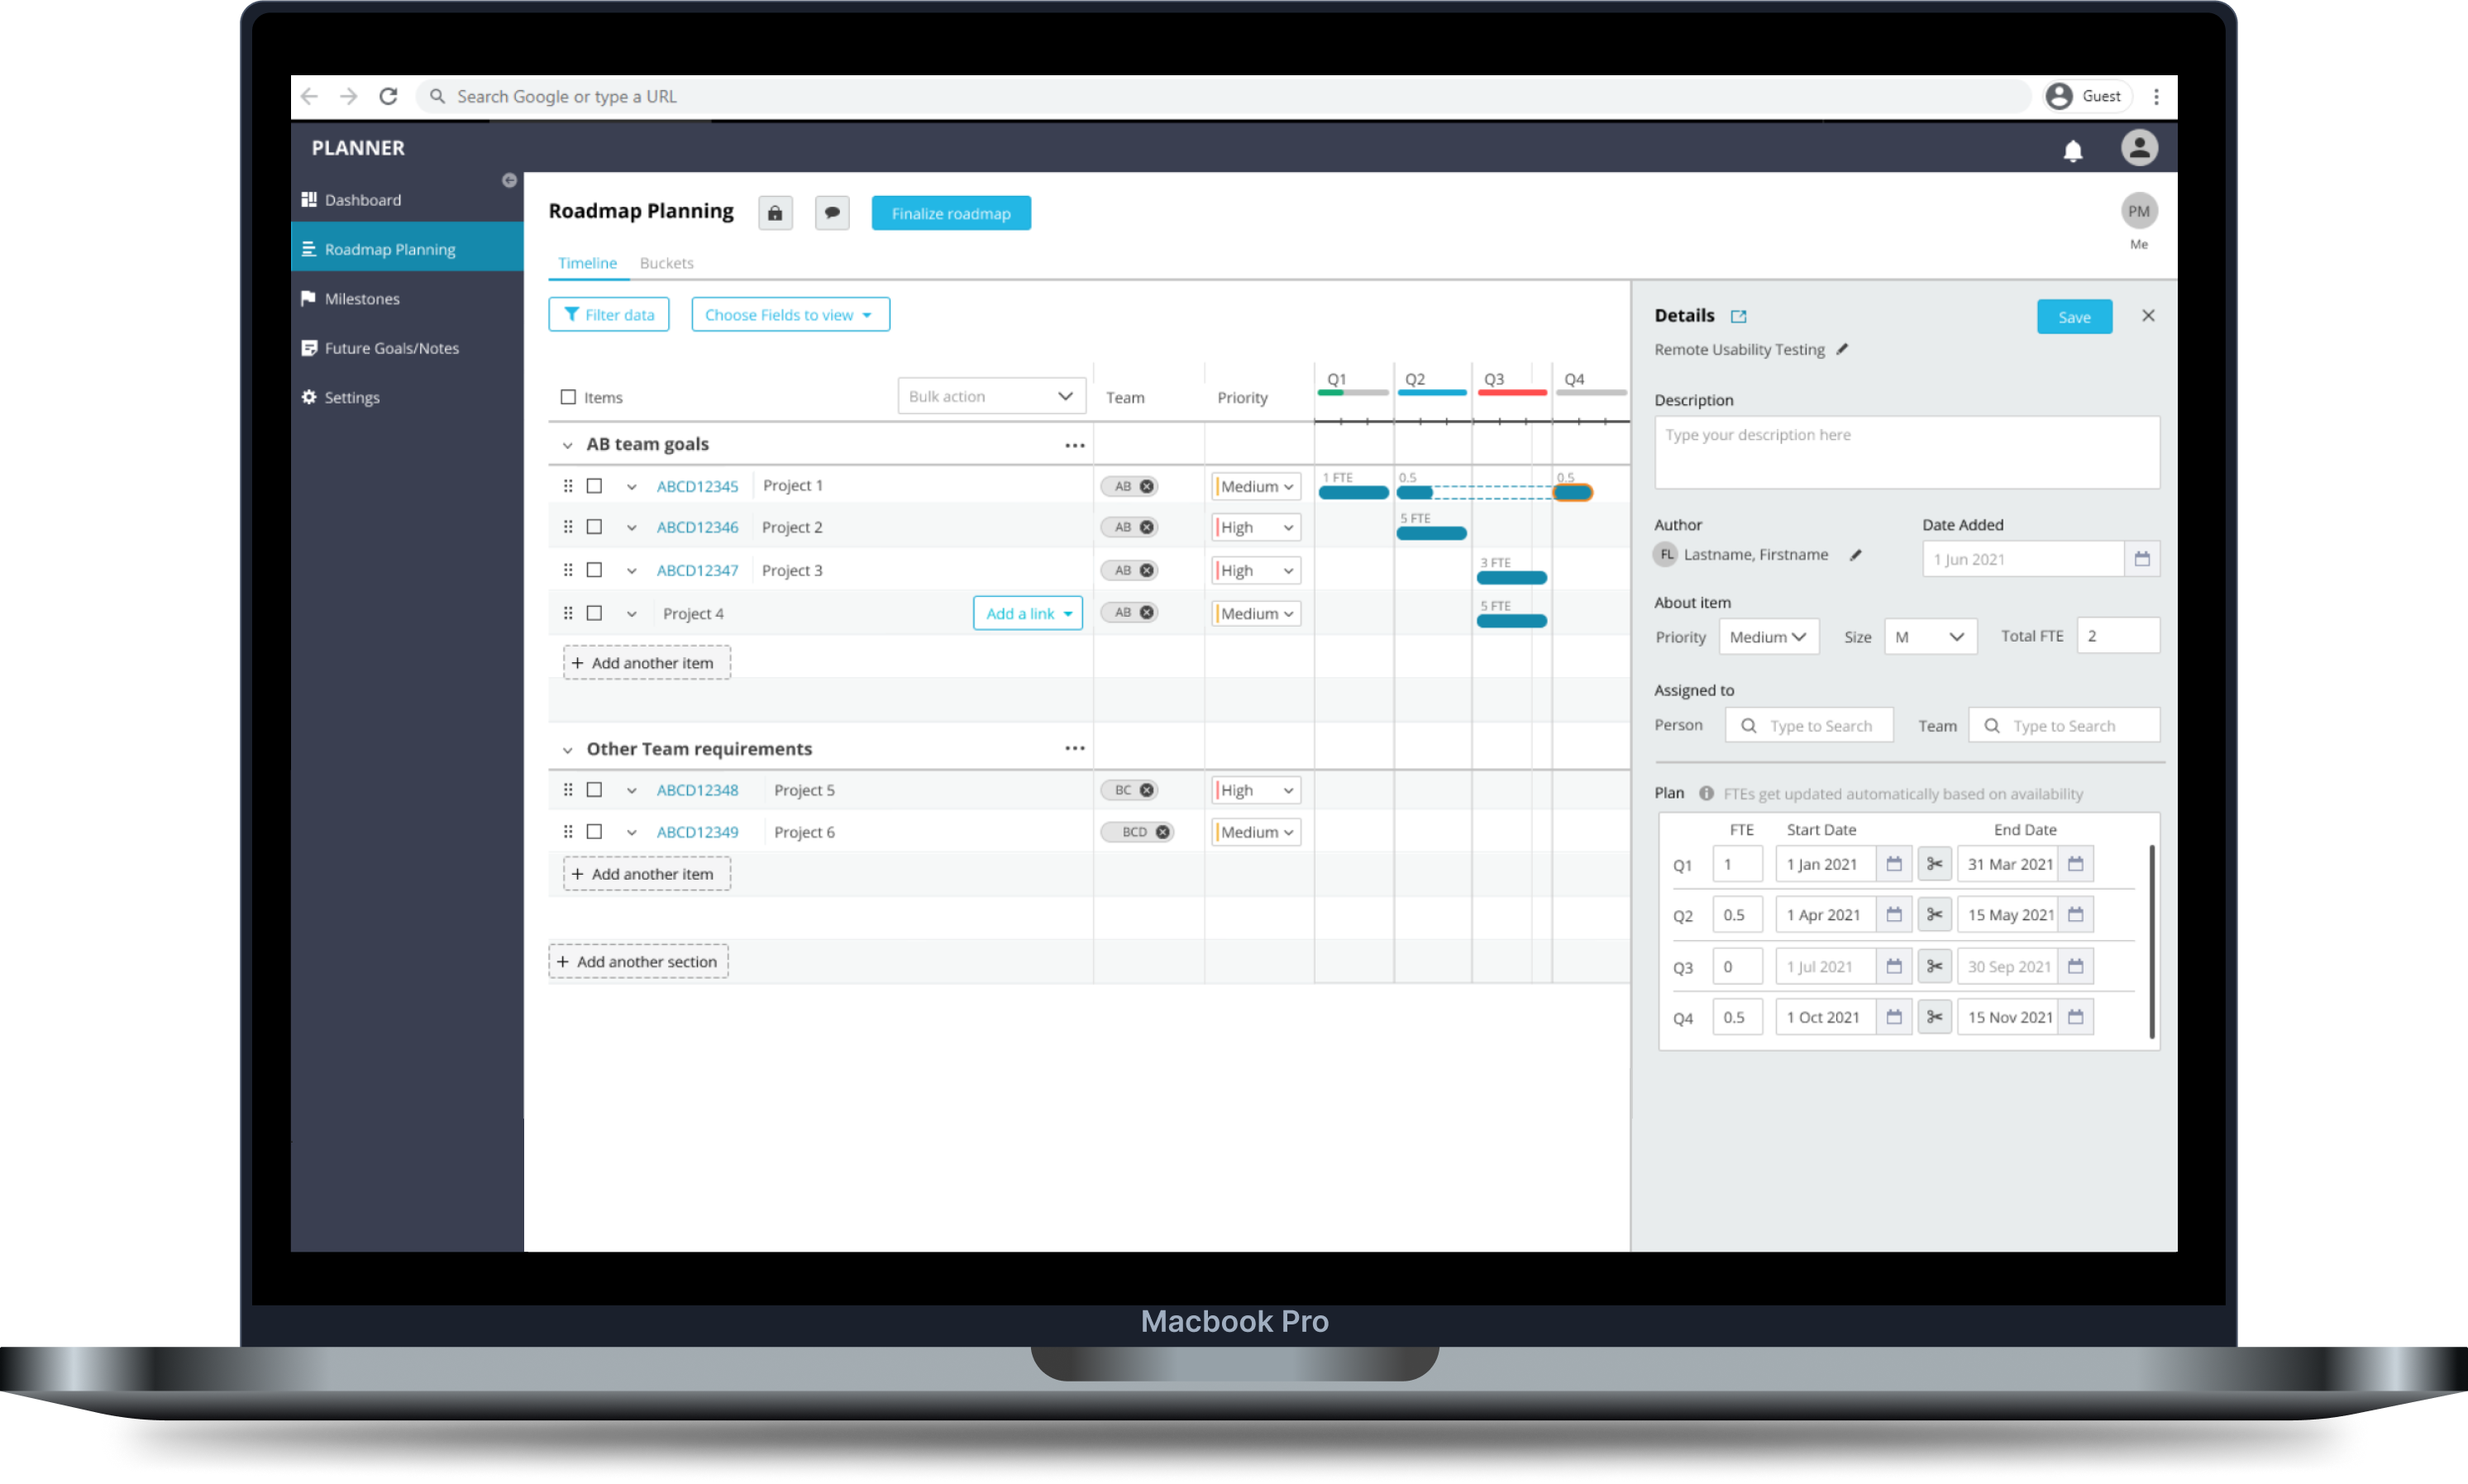 Search Google or type a URL
Guest
PLANNER
Dashboard
Roadmap Planning
Milestones
Future Goals/Notes
Settings
Roadmap Planning
Finalize roadmap
PM
Me
Timeline
Buckets
Filter data
Choose Fields to view
Items
Bulk action
Team
Priority
Q1
Q2
Q3
Q4
AB team goals
ABCD12345 Project 1 AB Medium 1 FTE 0.5 0.5
ABCD12346 Project 2 AB High 5 FTE
ABCD12347 Project 3 AB High 3 FTE
Project 4 Add a link AB Medium 5 FTE
+ Add another item
Other Team requirements
ABCD12348 Project 5 BC High
ABCD12349 Project 6 BCD Medium
+ Add another item
+ Add another section
Details
Save
Remote Usability Testing
Description
Type your description here
Author
Date Added
FL Lastname, Firstname
1 Jun 2021
About item
Priority Medium Size M Total FTE 2
Assigned to
Person Type to Search Team Type to Search
Plan FTEs get updated automatically based on availability
FTE Start Date End Date
Q1 1 1 Jan 2021 31 Mar 2021
Q2 0.5 1 Apr 2021 15 May 2021
Q3 0 1 Jul 2021 30 Sep 2021
Q4 0.5 1 Oct 2021 15 Nov 2021
Macbook Pro